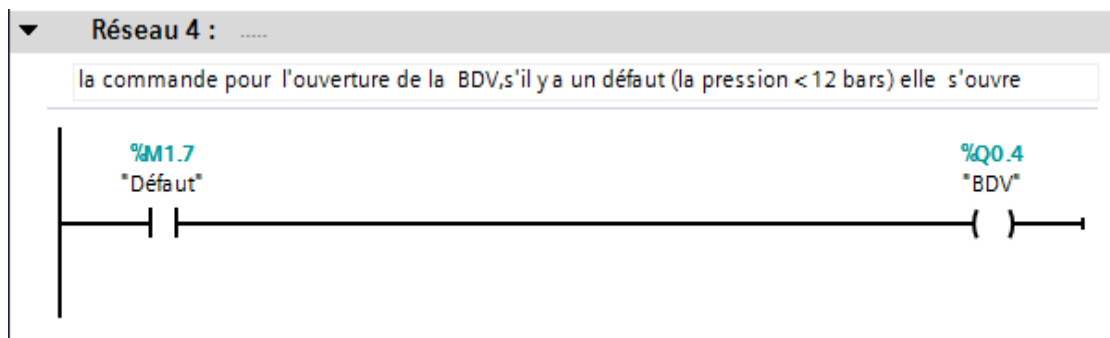 Réseau 4 : .....
la commande pour l'ouverture de la BDV,s'il y a un défaut (la pression < 12 bars) elle s'ouvre
%M1.7
"Défaut"
%Q0.4
"BDV"